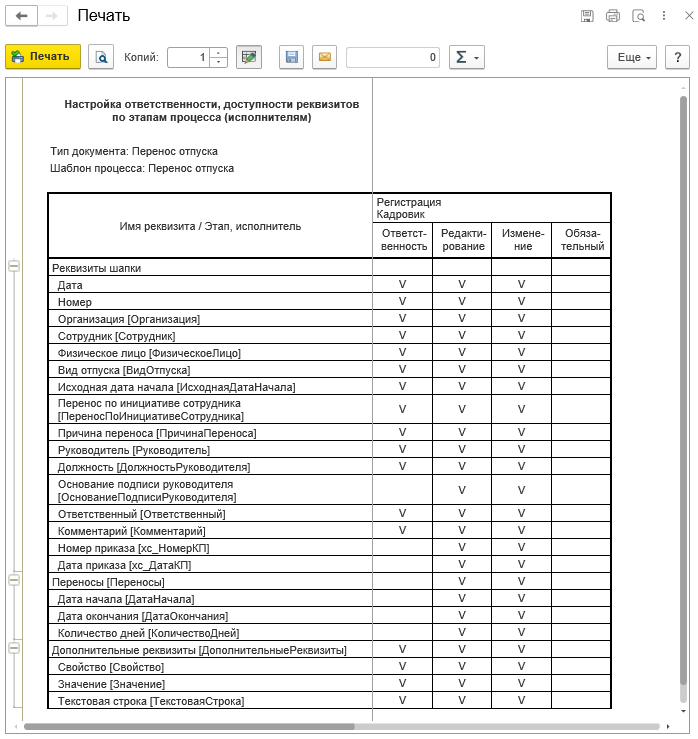 Печать
Печать
Копий:
1
0
Σ
Еще
?
Настройка ответственности, доступности реквизитов
по этапам процесса (исполнителям)
Тип документа: Перенос отпуска
Шаблон процесса: Перенос отпуска
Имя реквизита / Этап, исполнитель
Регистрация
Кадровик
Ответст- Редакти- Измене- Обяза-
венность рование ние тельный
Реквизиты шапки
Дата V V V
Номер V V V
Организация [Организация] V V V
Сотрудник [Сотрудник] V V V
Физическое лицо [ФизическоеЛицо] V V V
Вид отпуска [ВидОтпуска] V V V
Исходная дата начала [ИсходнаяДатаНачала] V V V
Перенос по инициативе сотрудника
[ПереносПоИнициативеСотрудника] V V V
Причина переноса [ПричинаПереноса] V V V
Руководитель [Руководитель] V V V
Должность [ДолжностьРуководителя] V V V
Основание подписи руководителя
[ОснованиеПодписиРуководителя] V V
Ответственный [Ответственный] V V V
Комментарий [Комментарий] V V V
Номер приказа [хс_НомерКП] V V
Дата приказа [хс_ДатаКП] V V
Переносы [Переносы] V V
Дата начала [ДатаНачала] V V
Дата окончания [ДатаОкончания] V V
Количество дней [КоличествоДней] V V
Дополнительные реквизиты [ДополнительныеРеквизиты] V V V
Свойство [Свойство] V V V
Значение [Значение] V V V
Текстовая строка [ТекстоваяСтрока] V V V